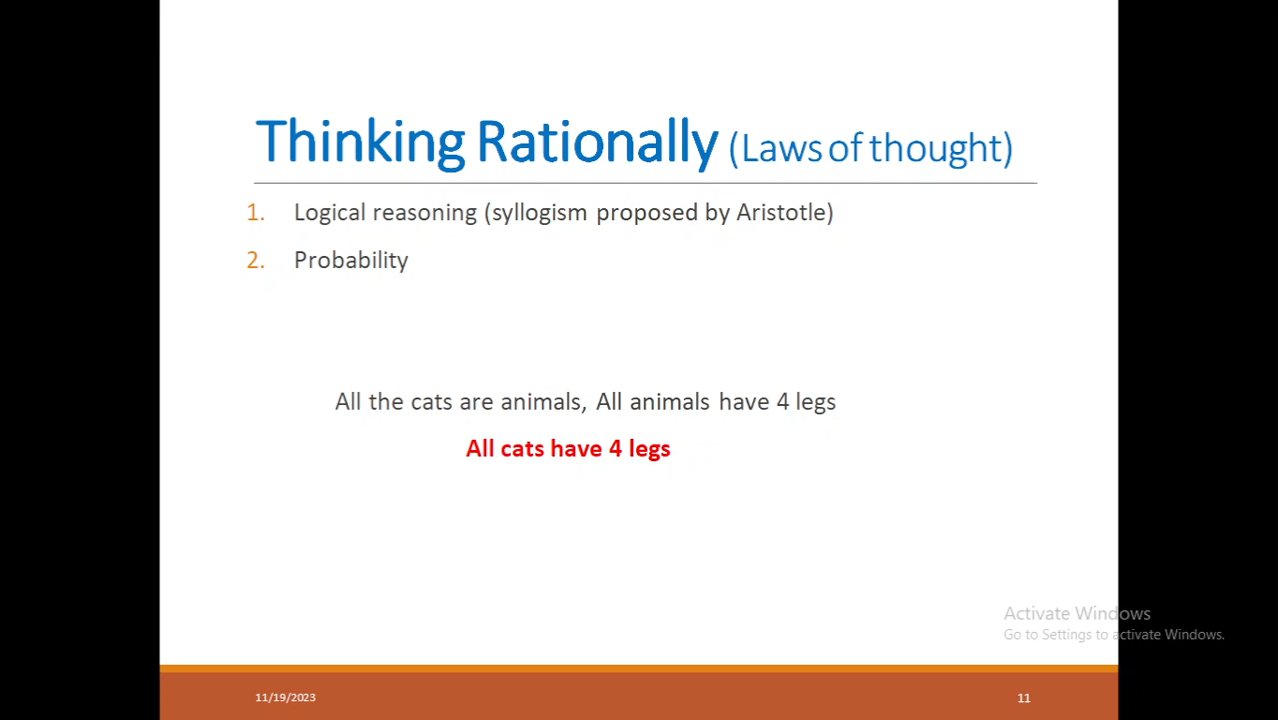 Thinking Rationally (Laws of thought)
1. Logical reasoning (syllogism proposed by Aristotle)
2. Probability
All the cats are animals, All animals have 4 legs
All cats have 4 legs
Activate Windows
Go to Settings to activate Windows.
11/19/2023
11